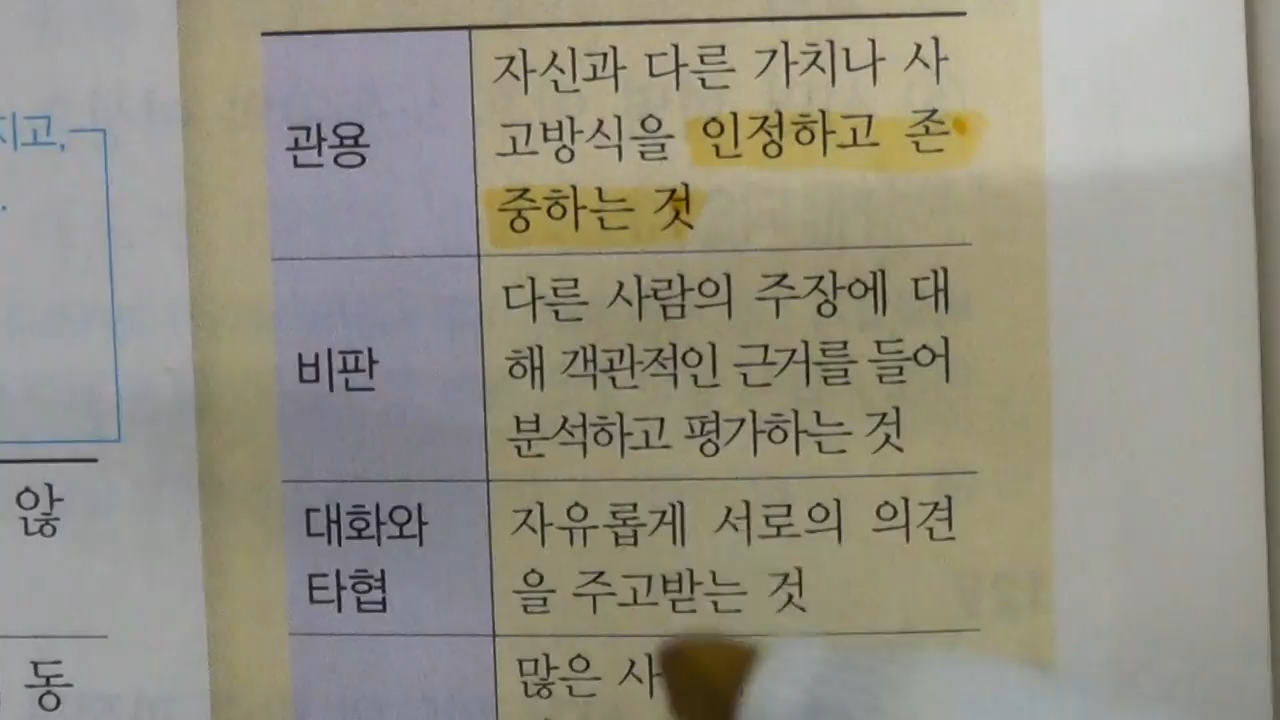 지고,
않
동
관용
자신과 다른 가치나 사
고방식을 인정하고 존
중하는 것
비판
다른 사람의 주장에 대
해 객관적인 근거를 들어
분석하고 평가하는 것
대화와
타협
자유롭게 서로의 의견
을 주고받는 것
많은 사